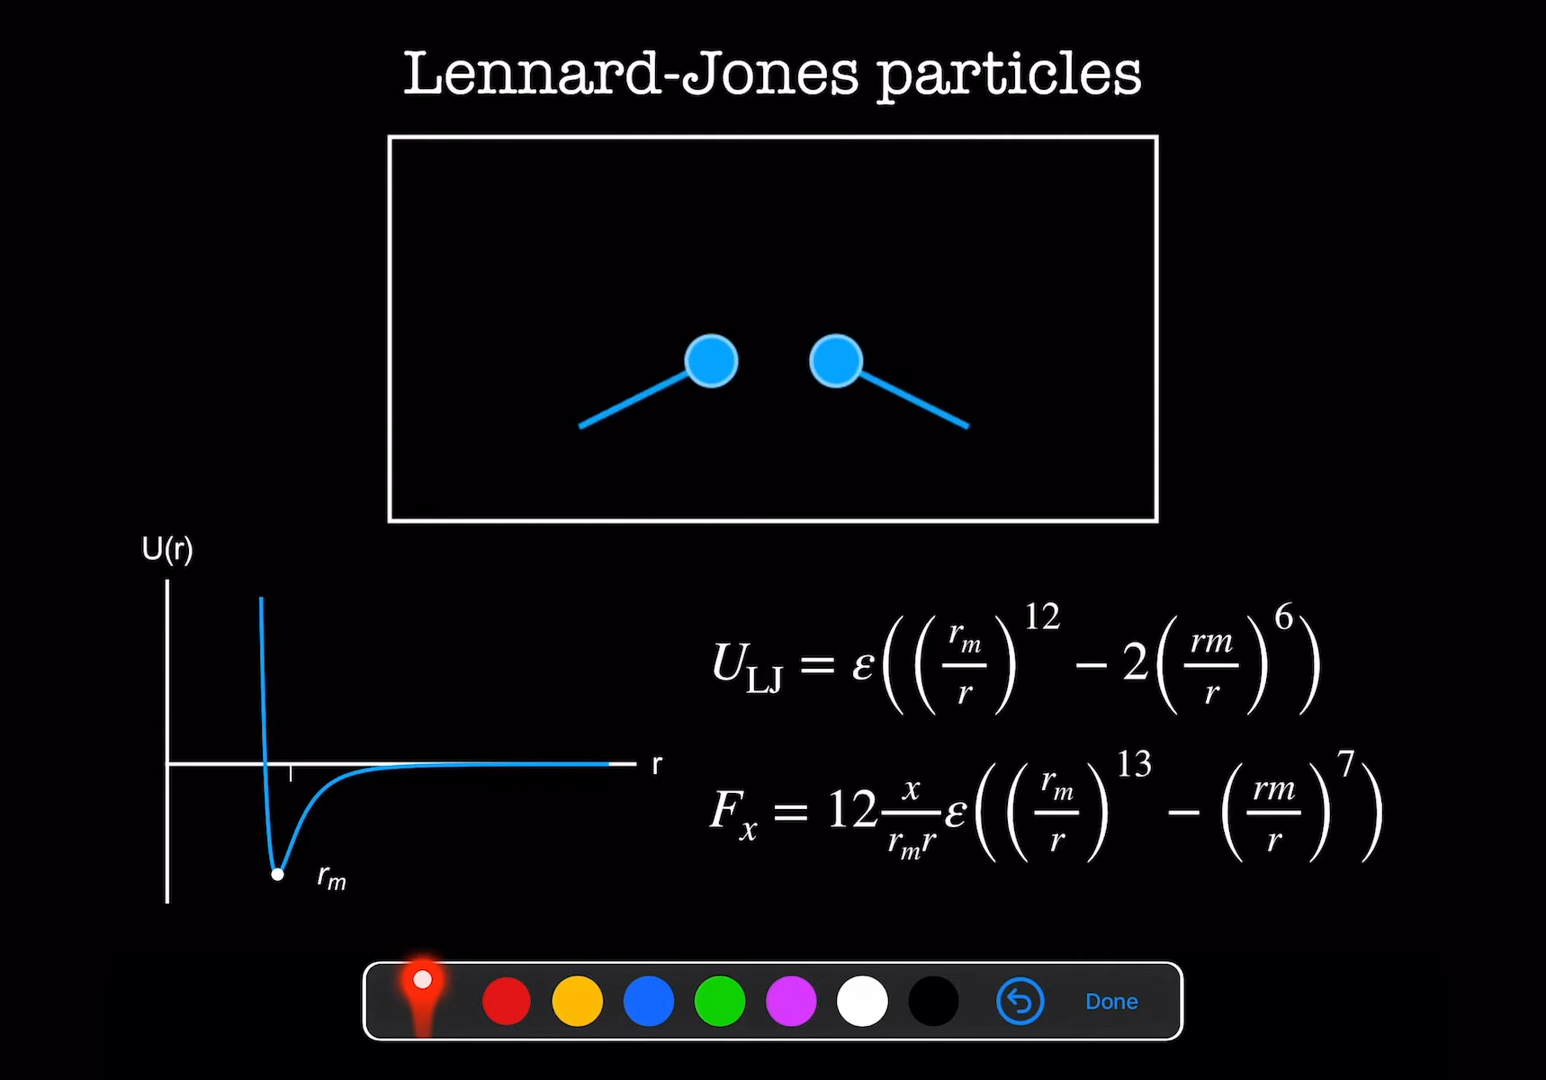 Lennard-Jones particles
U(r)
r
r_m
U_LJ = ε((r_m/r)^12 − 2(rm/r)^6)
F_x = 12 x/(r_m r) ε((r_m/r)^13 − (rm/r)^7)
Done